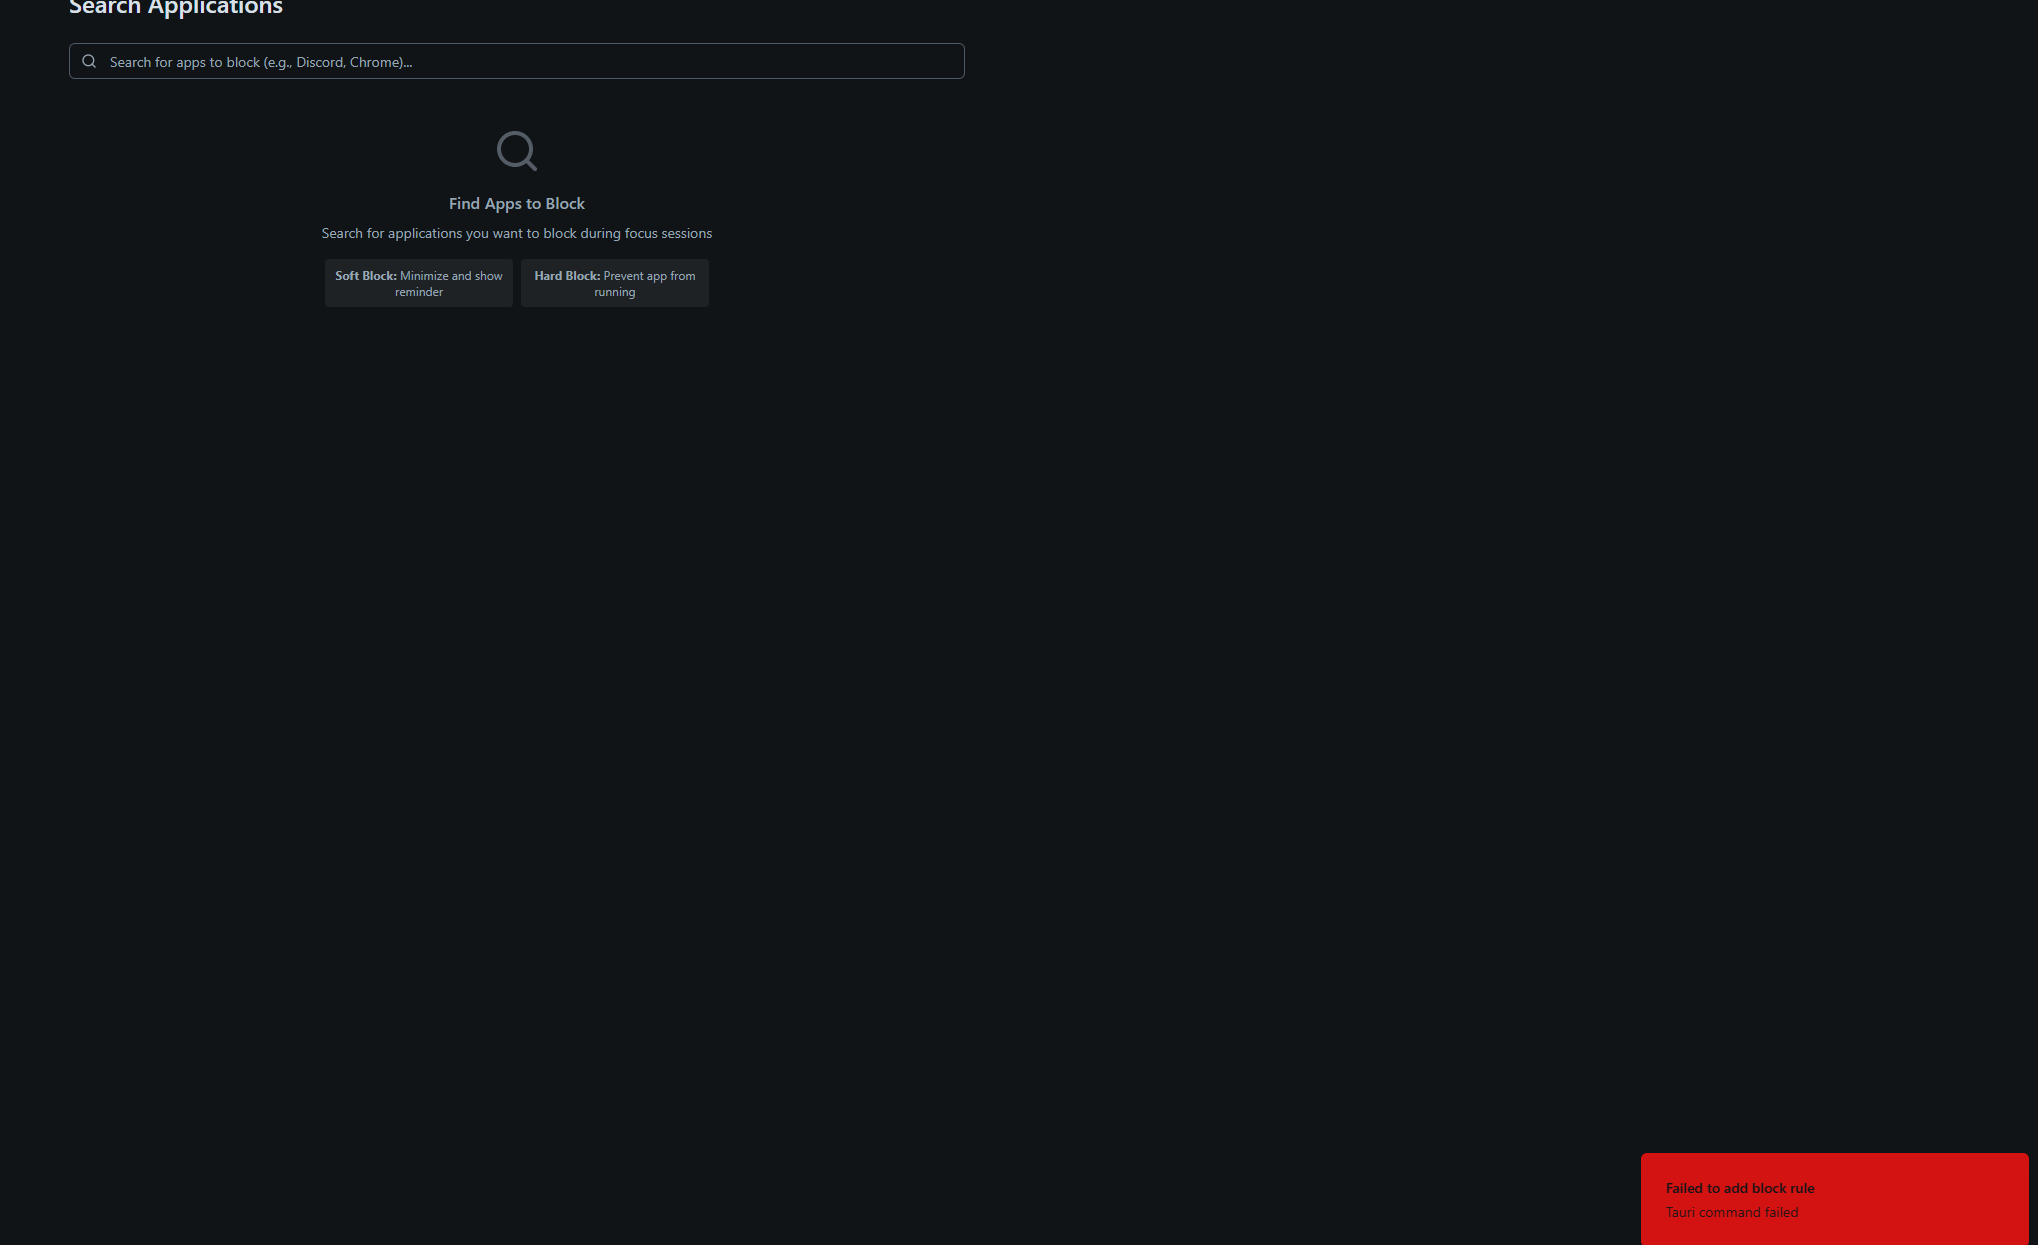 Search Applications
Search for apps to block (e.g., Discord, Chrome)...
Find Apps to Block
Search for applications you want to block during focus sessions
Soft Block: Minimize and show
reminder
Hard Block: Prevent app from
running
Failed to add block rule
Tauri command failed